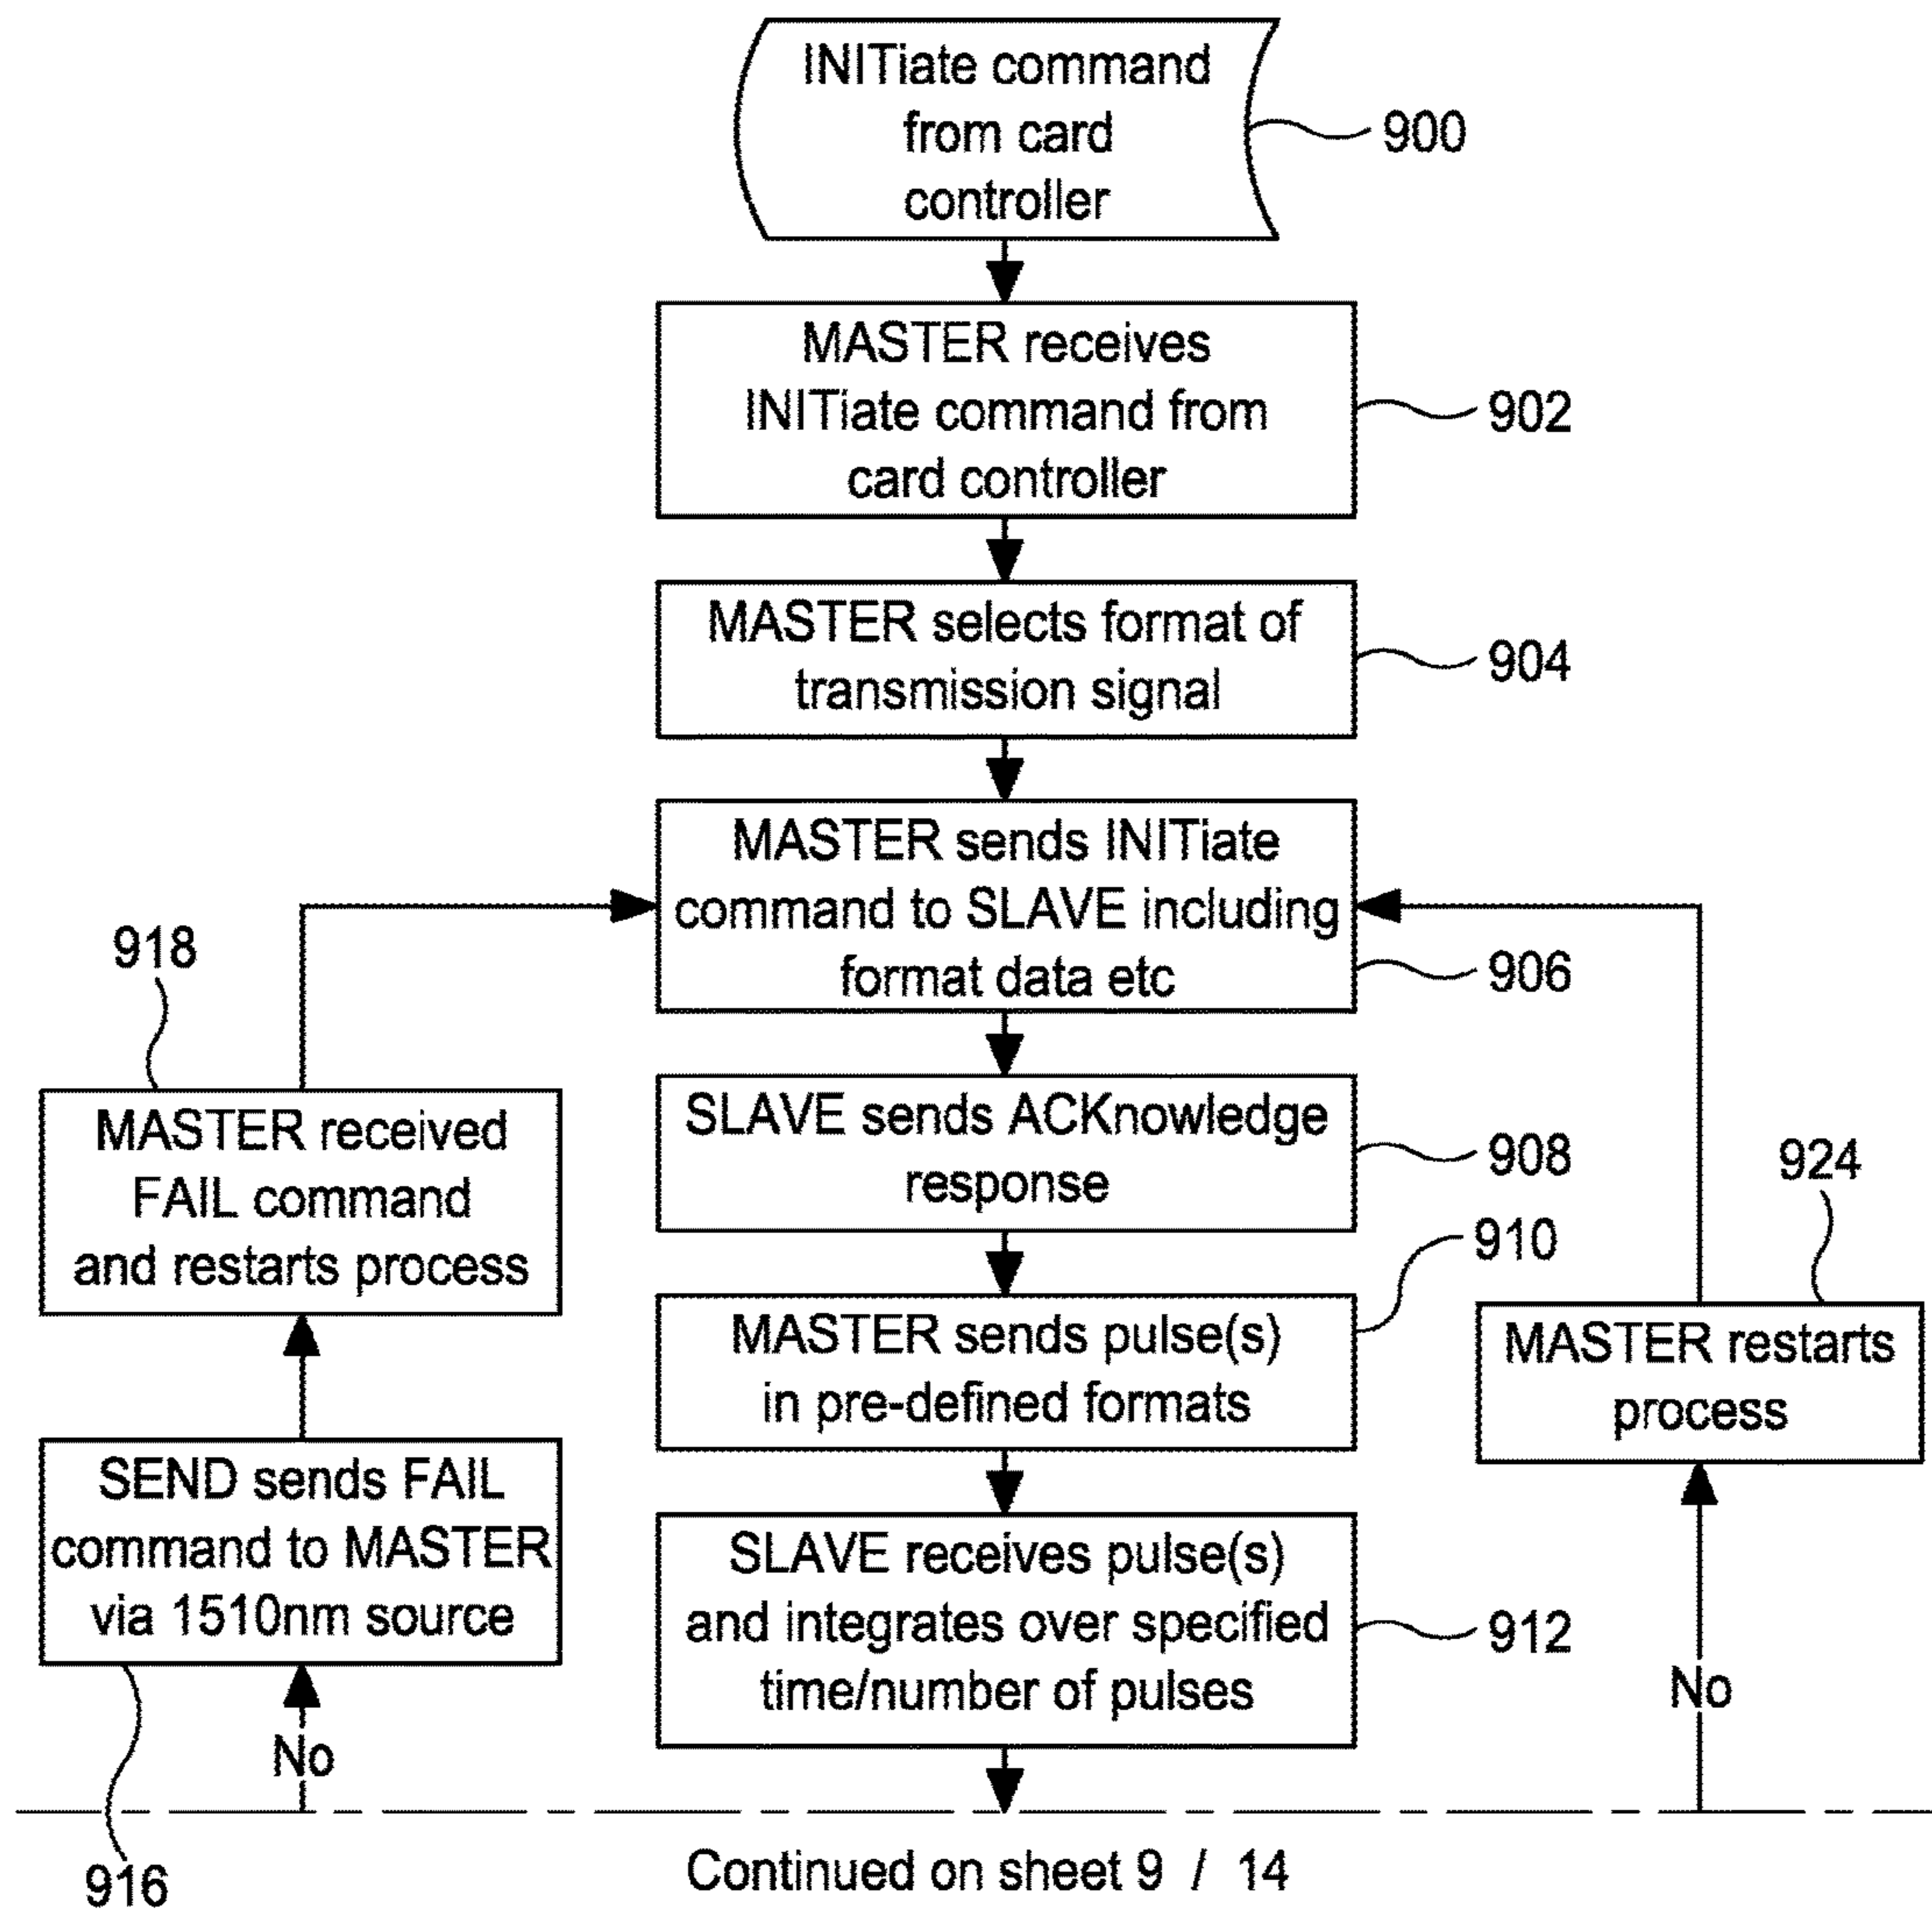 INITiate command
from card
controller
900
MASTER receives
INITiate command from
card controller
902
MASTER selects format of
transmission signal
904
MASTER sends INITiate
command to SLAVE including
format data etc
906
918
MASTER received
FAIL command
and restarts process
SLAVE sends ACKnowledge
response
908
924
910
MASTER sends pulse(s)
in pre-defined formats
MASTER restarts
process
SEND sends FAIL
command to MASTER
via 1510nm source
SLAVE receives pulse(s)
and integrates over specified
time/number of pulses
912
No
No
916
Continued on sheet 9 / 14